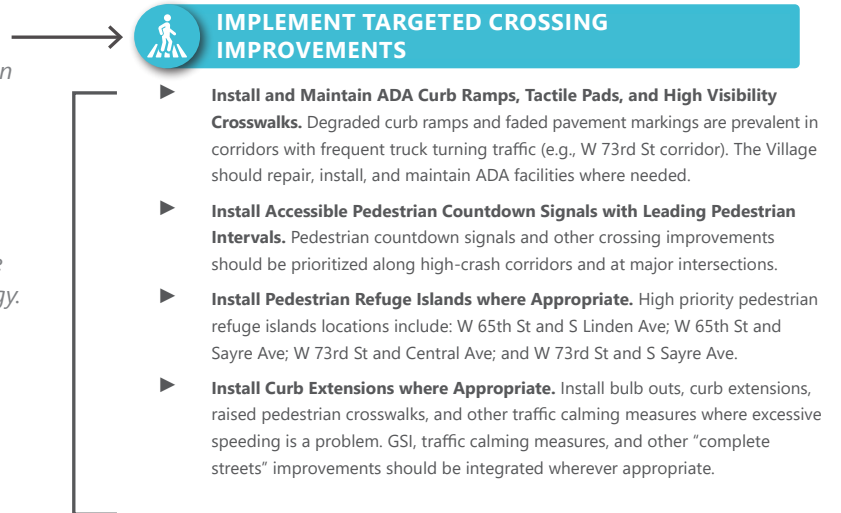 IMPLEMENT TARGETED CROSSING
IMPROVEMENTS
n
e
gy.
► Install and Maintain ADA Curb Ramps, Tactile Pads, and High Visibility
Crosswalks. Degraded curb ramps and faded pavement markings are prevalent in
corridors with frequent truck turning traffic (e.g., W 73rd St corridor). The Village
should repair, install, and maintain ADA facilities where needed.
► Install Accessible Pedestrian Countdown Signals with Leading Pedestrian
Intervals. Pedestrian countdown signals and other crossing improvements
should be prioritized along high-crash corridors and at major intersections.
► Install Pedestrian Refuge Islands where Appropriate. High priority pedestrian
refuge islands locations include: W 65th St and S Linden Ave; W 65th St and
Sayre Ave; W 73rd St and Central Ave; and W 73rd St and S Sayre Ave.
► Install Curb Extensions where Appropriate. Install bulb outs, curb extensions,
raised pedestrian crosswalks, and other traffic calming measures where excessive
speeding is a problem. GSI, traffic calming measures, and other “complete
streets” improvements should be integrated wherever appropriate.